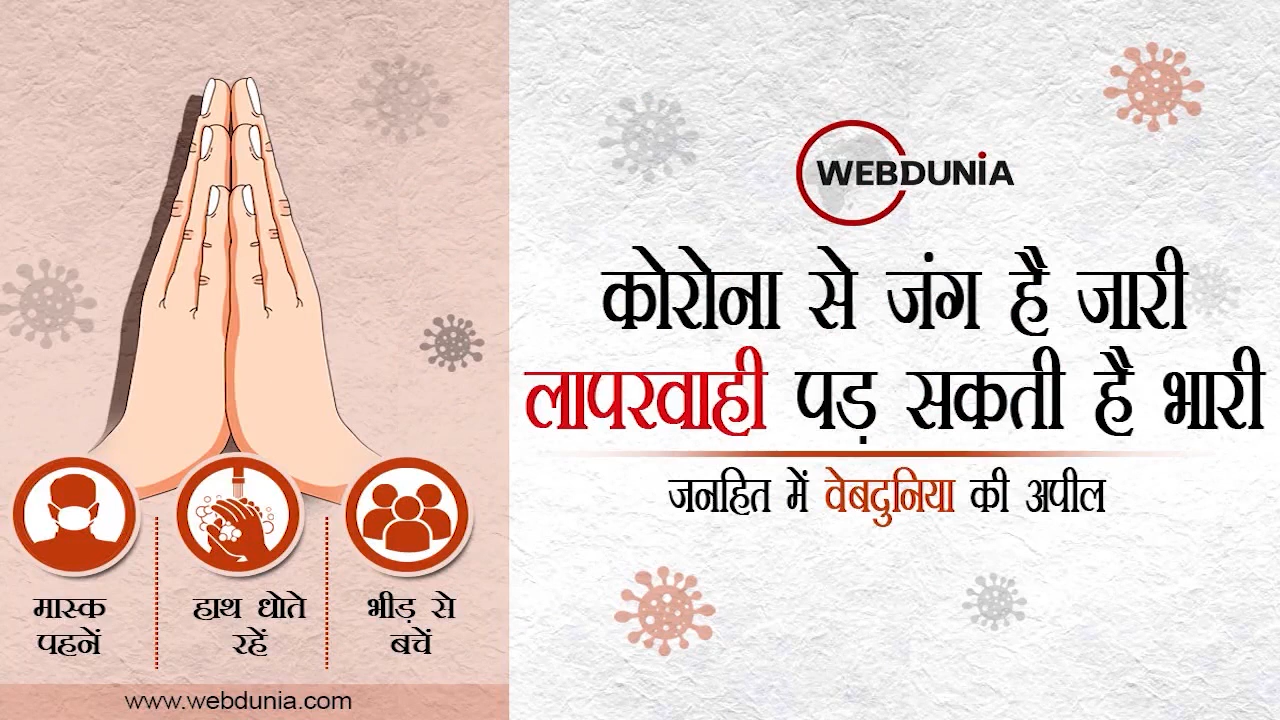 WEBDUNIA
कोरोना से जंग है जारी
लापरवाही पड़ सकती है भारी
जनहित में वेबदुनिया की अपील
मास्क पहनें
हाथ धोते रहें
भीड़ से बचें
www.webdunia.com